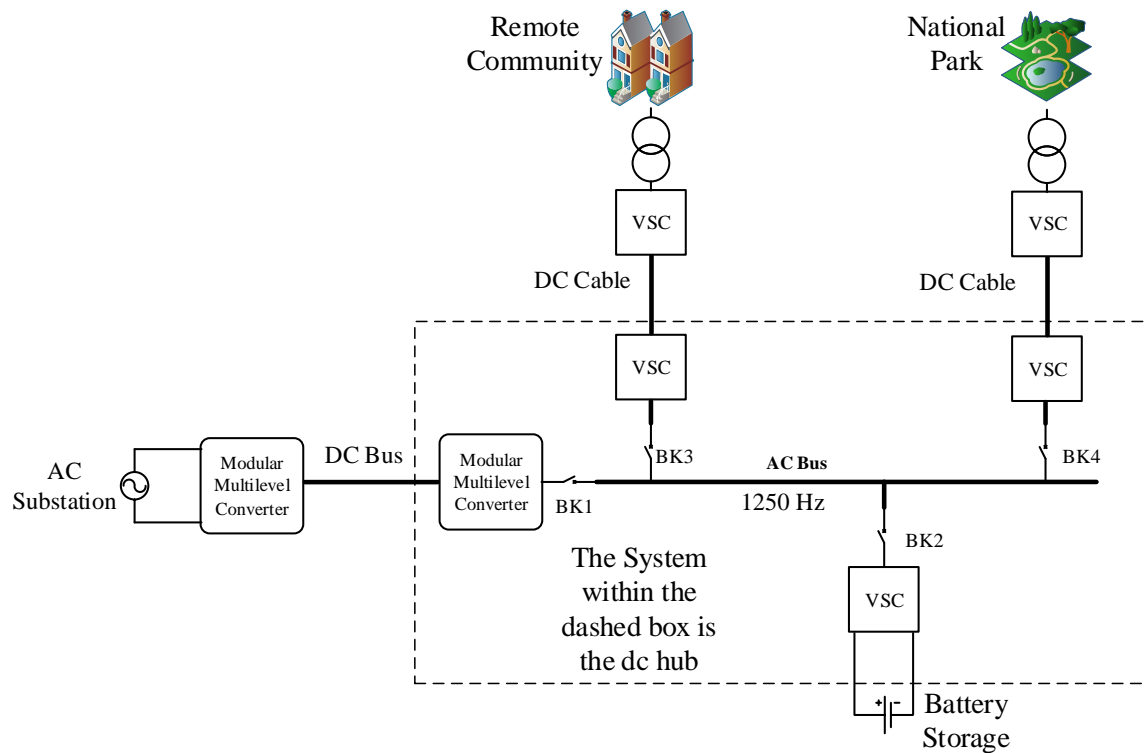 Remote
Community
National
Park
VSC
VSC
DC Cable
DC Cable
VSC
VSC
BK3
BK4
AC
Substation
Modular
Multilevel
Converter
DC Bus
Modular
Multilevel
Converter
BK1
AC Bus
1250 Hz
BK2
The System
within the
dashed box is
the dc hub
VSC
+ −
Battery
Storage